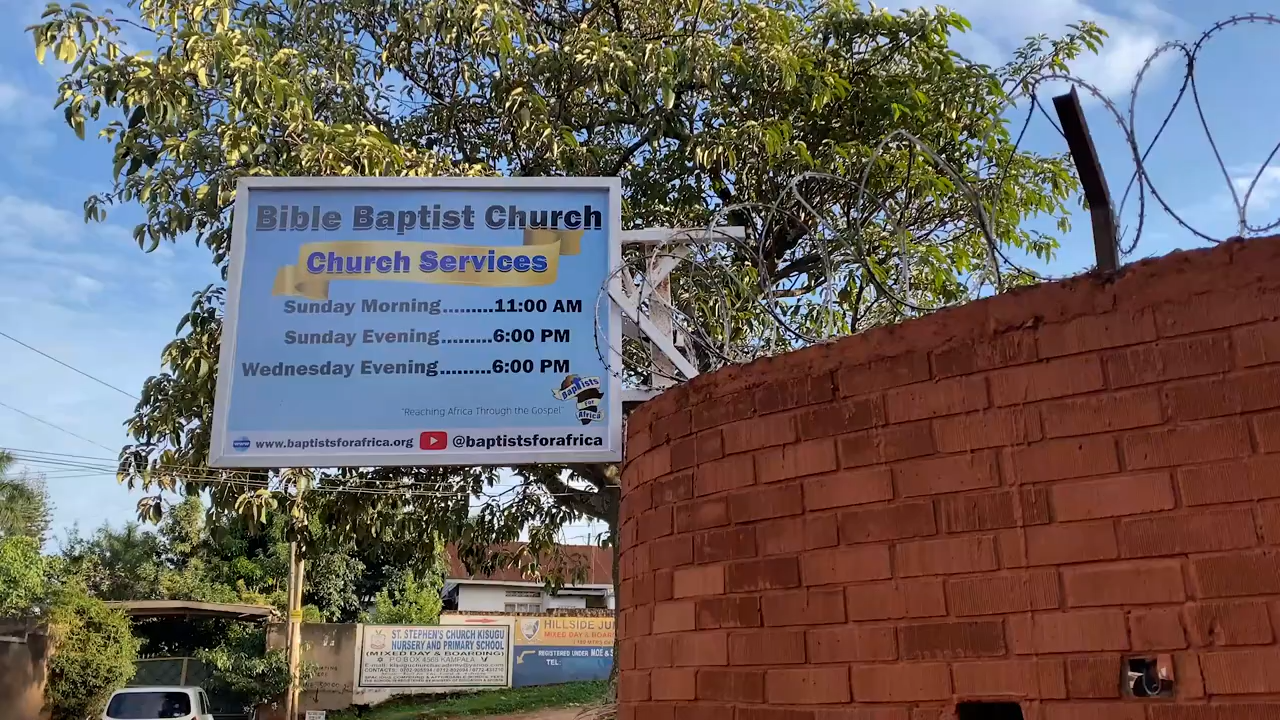 Bible Baptist Church
Church Services
Sunday Morning.........11:00 AM
Sunday Evening........6:00 PM
Wednesday Evening.........6:00 PM
Baptists
For
Africa
"Reaching Africa Through the Gospel"
www.baptistsforafrica.org @baptistsforafrica
ST. STEPHEN'S CHURCH KISUGU
NURSERY AND PRIMARY SCHOOL
(MIXED DAY & BOARDING)
P.O.BOX 4565 KAMPALA
HILLSIDE JU
MIXED DAY & BOAR
REGISTERED UNDER MOE &
TEL: